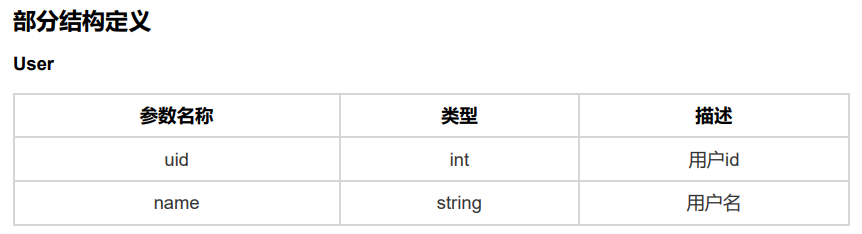 部分结构定义
User
参数名称 类型 描述
uid int 用户id
name string 用户名